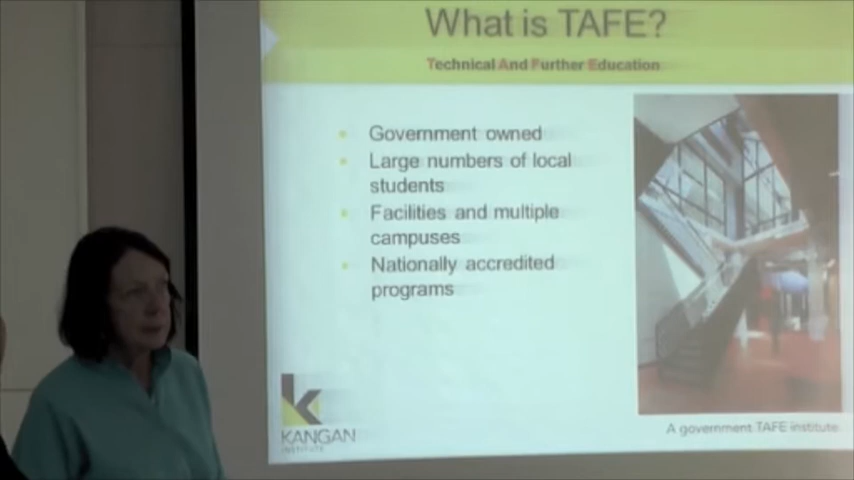 What is TAFE?
Technical And Further Education
Government owned
Large numbers of local
students
Facilities and multiple
campuses
Nationally accredited
programs
KANGAN
INSTITUTE
A government TAFE institute